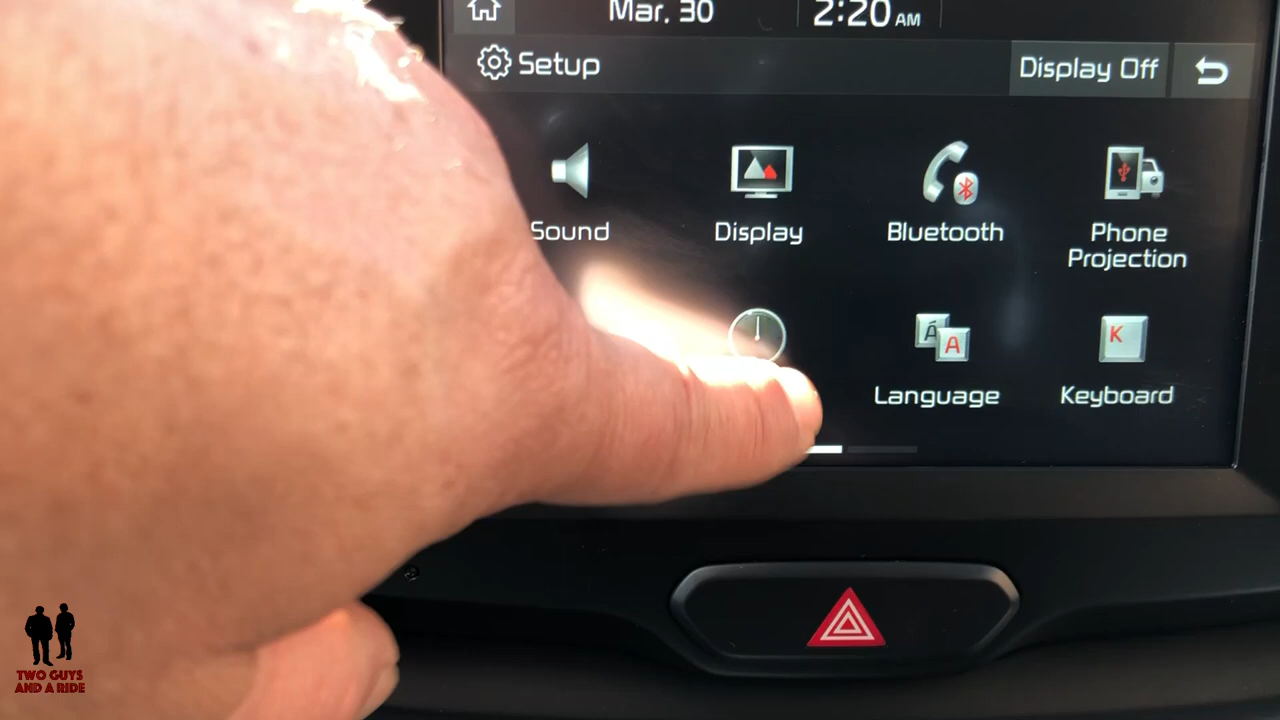 Mar. 30 2:20 AM
Setup Display Off
Sound Display Bluetooth Phone
Projection
Á A K
Language Keyboard
TWO GUYS
AND A RIDE